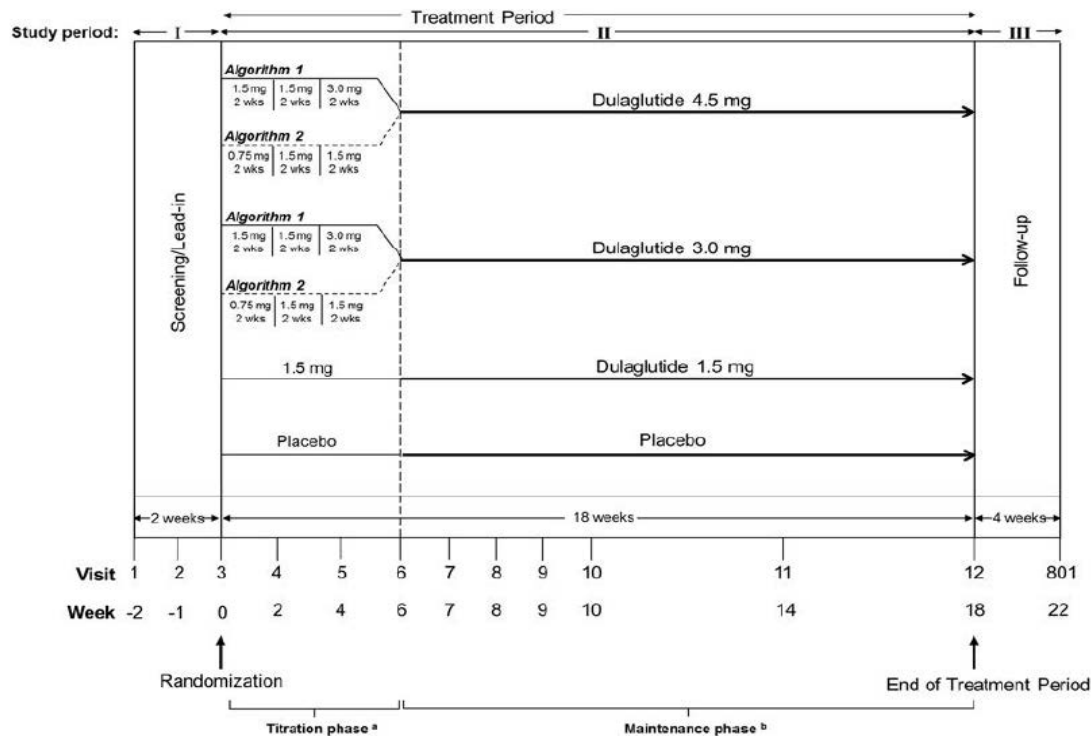 Treatment Period
Study period: I II III
Algorithm 1
1.5 mg 1.5 mg 3.0 mg
2 wks 2 wks 2 wks
Dulaglutide 4.5 mg
Algorithm 2
0.75 mg 1.5 mg 1.5 mg
2 wks 2 wks 2 wks
Algorithm 1
1.5 mg 1.5 mg 3.0 mg
2 wks 2 wks 2 wks
Dulaglutide 3.0 mg
Algorithm 2
0.75 mg 1.5 mg 1.5 mg
2 wks 2 wks 2 wks
Screening/Lead-in
Follow-up
1.5 mg Dulaglutide 1.5 mg
Placebo Placebo
2 weeks 18 weeks 4 weeks
Visit 1 2 3 4 5 6 7 8 9 10 11 12 801
Week -2 -1 0 2 4 6 7 8 9 10 14 18 22
Randomization End of Treatment Period
Titration phase a Maintenance phase b